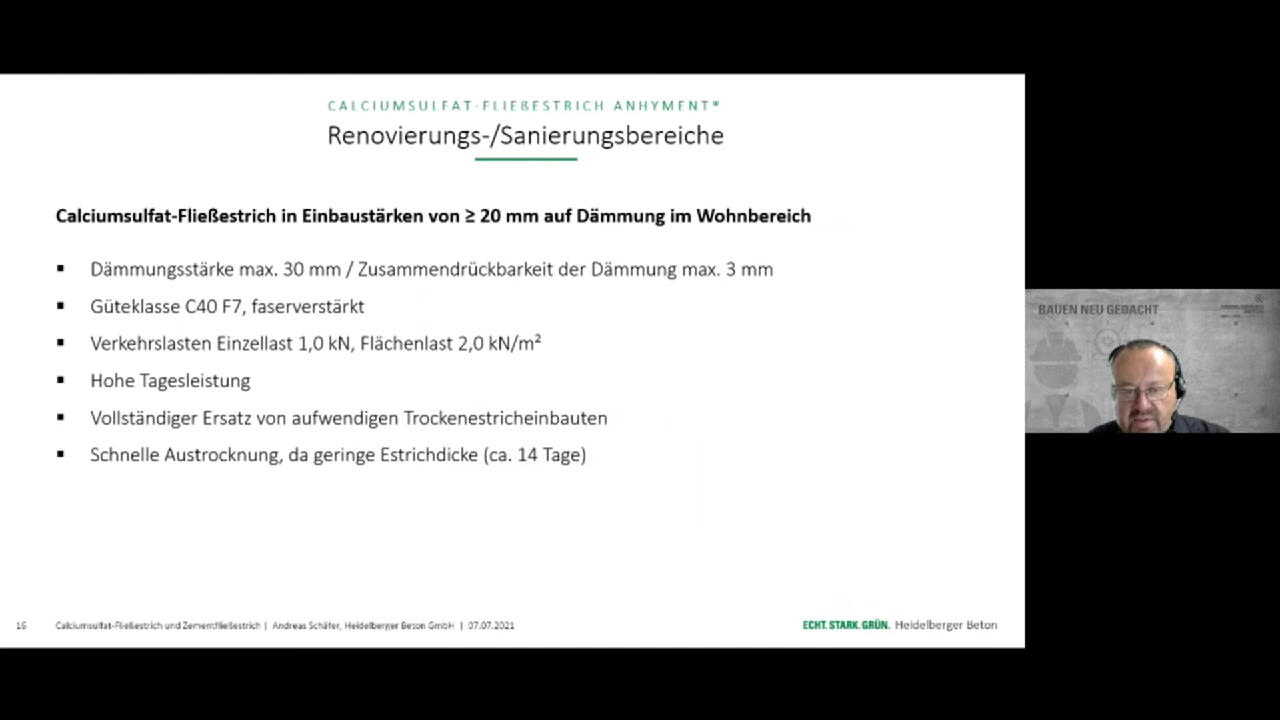 CALCIUMSULFAT-FLIEẞESTRICH ANHYMENT®
Renovierungs-/Sanierungsbereiche
Calciumsulfat-Fließestrich in Einbaustärken von ≥ 20 mm auf Dämmung im Wohnbereich
▪ Dämmungsstärke max. 30 mm / Zusammendrückbarkeit der Dämmung max. 3 mm
▪ Güteklasse C40 F7, faserverstärkt
▪ Verkehrslasten Einzellast 1,0 kN, Flächenlast 2,0 kN/m²
▪ Hohe Tagesleistung
▪ Vollständiger Ersatz von aufwendigen Trockenestricheinbauten
▪ Schnelle Austrocknung, da geringe Estrichdicke (ca. 14 Tage)
BAUEN NEU GEDACHT
16 Calciumsulfat-Fließestrich und Zementfließestrich | Andreas Schäfer, Heidelberger Beton GmbH | 07.07.2021
ECHT. STARK. GRÜN. Heidelberger Beton